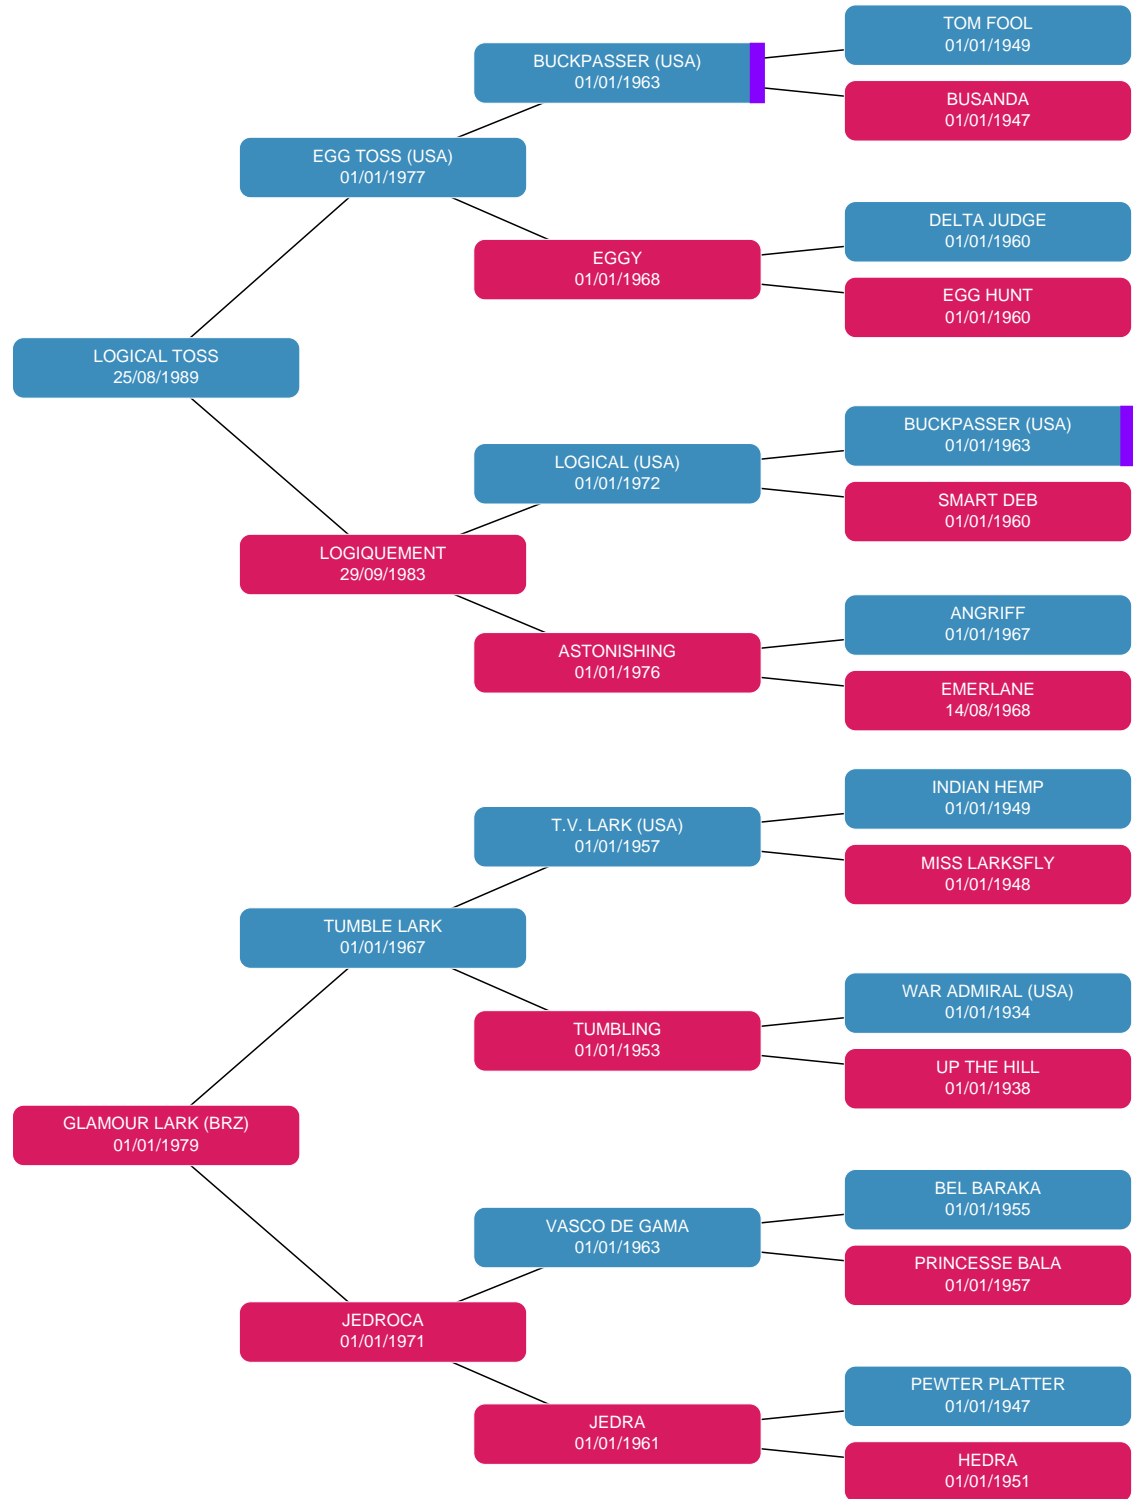 TOM FOOL
01/01/1949
BUCKPASSER (USA)
01/01/1963
BUSANDA
01/01/1947
EGG TOSS (USA)
01/01/1977
DELTA JUDGE
01/01/1960
EGGY
01/01/1968
EGG HUNT
01/01/1960
LOGICAL TOSS
25/08/1989
BUCKPASSER (USA)
01/01/1963
LOGICAL (USA)
01/01/1972
SMART DEB
01/01/1960
LOGIQUEMENT
29/09/1983
ANGRIFF
01/01/1967
ASTONISHING
01/01/1976
EMERLANE
14/08/1968
INDIAN HEMP
01/01/1949
T.V. LARK (USA)
01/01/1957
MISS LARKSFLY
01/01/1948
TUMBLE LARK
01/01/1967
WAR ADMIRAL (USA)
01/01/1934
TUMBLING
01/01/1953
UP THE HILL
01/01/1938
GLAMOUR LARK (BRZ)
01/01/1979
BEL BARAKA
01/01/1955
VASCO DE GAMA
01/01/1963
PRINCESSE BALA
01/01/1957
JEDROCA
01/01/1971
PEWTER PLATTER
01/01/1947
JEDRA
01/01/1961
HEDRA
01/01/1951